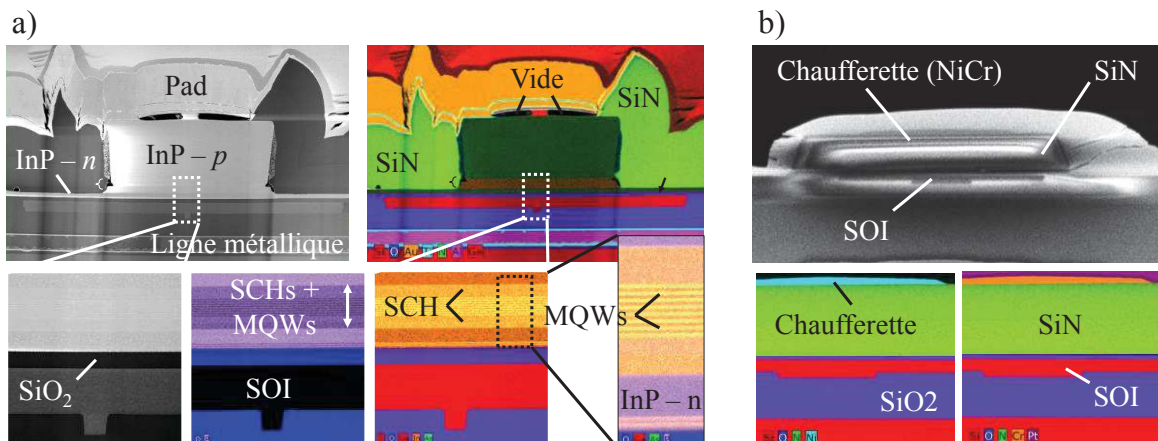 a)
b)
Pad
InP – n
InP – p
Ligne métallique
Vide
SiN
SiN
SiO2
SCHs +
MQWs
SOI
SCH
MQWs
InP – n
Chaufferette (NiCr)
SiN
SOI
Chaufferette
SiO2
SiN
SOI